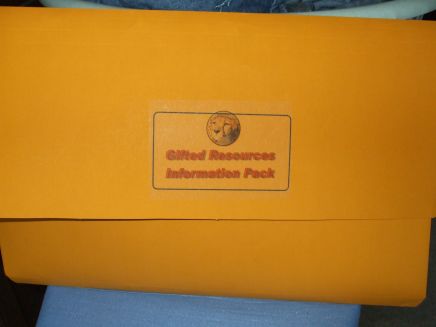 Gifted Resources
Information Pack